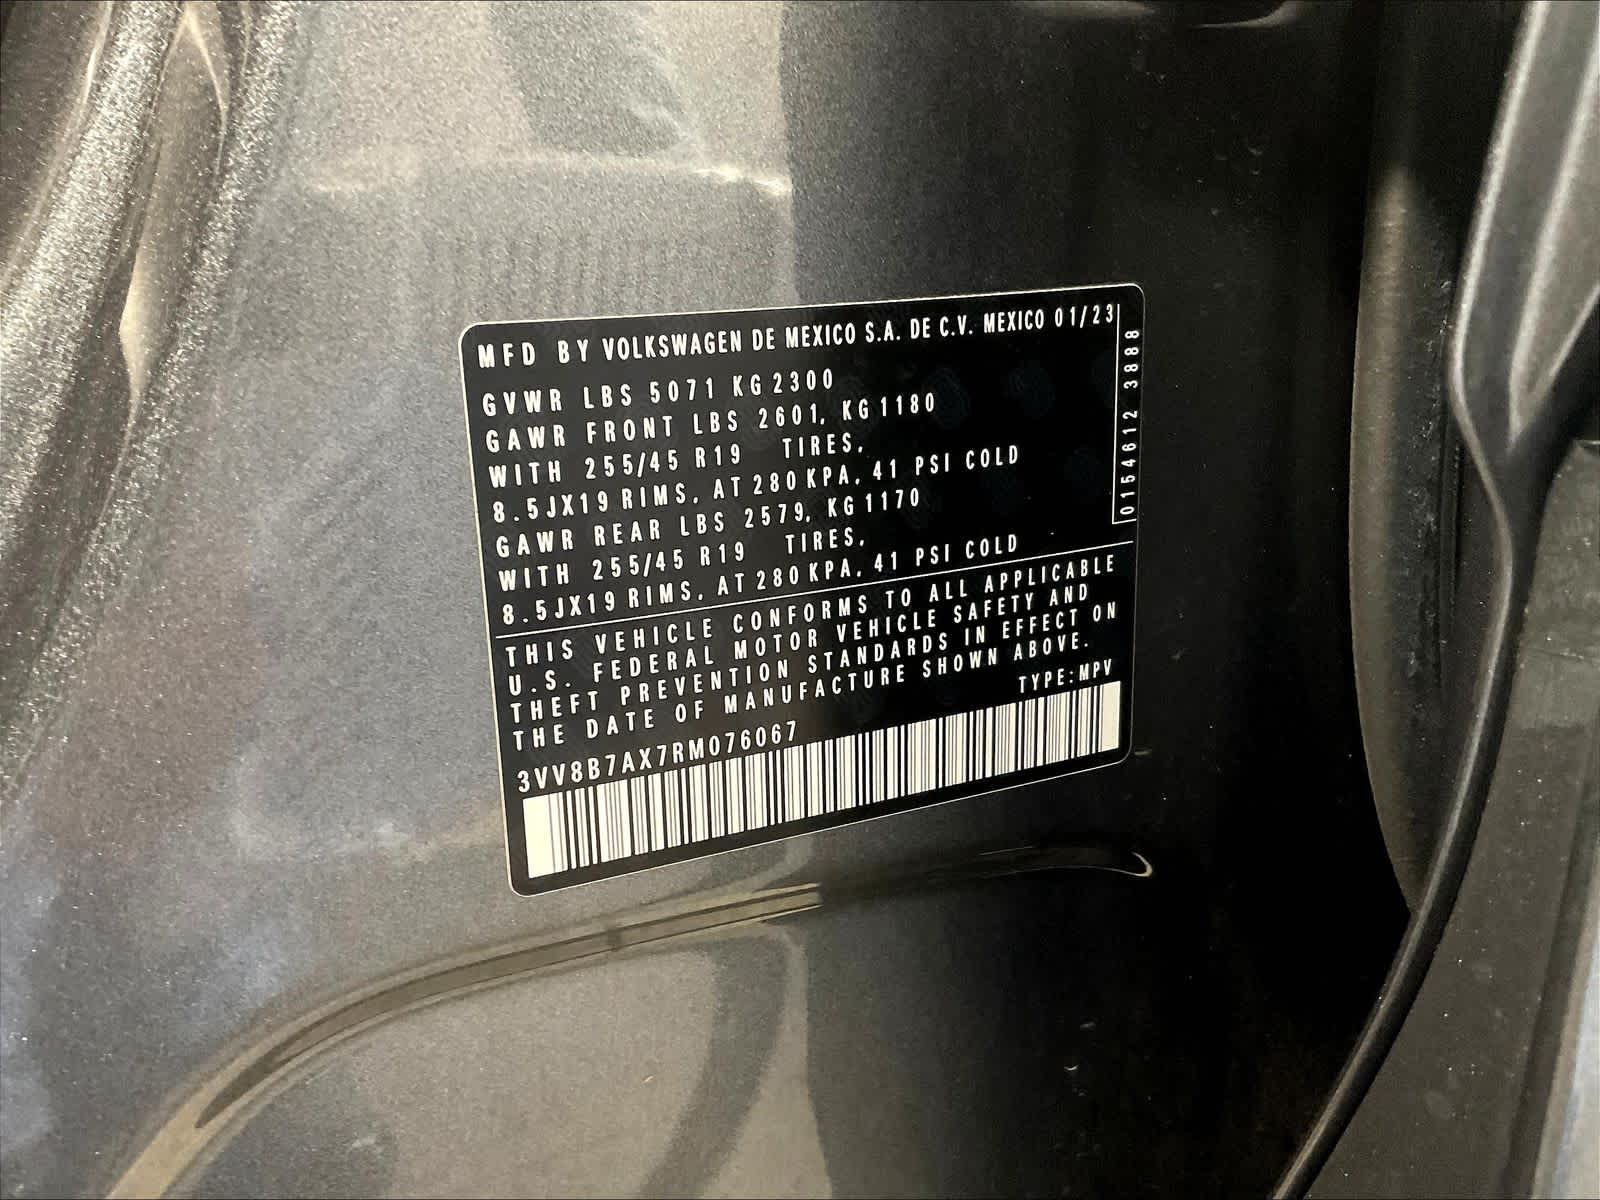 MFD BY VOLKSWAGEN DE MEXICO S.A. DE C.V. MEXICO 01/23
GVWR LBS 5071 KG 2300
GAWR FRONT LBS 2601, KG 1180
WITH 255/45 R19 TIRES,
8.5JX19 RIMS, AT 280 KPA, 41 PSI COLD
GAWR REAR LBS 2579, KG 1170
WITH 255/45 R19 TIRES,
8.5JX19 RIMS, AT 280 KPA, 41 PSI COLD
THIS VEHICLE CONFORMS TO ALL APPLICABLE
U.S. FEDERAL MOTOR VEHICLE SAFETY AND
THEFT PREVENTION STANDARDS IN EFFECT ON
THE DATE OF MANUFACTURE SHOWN ABOVE.
TYPE:MPV
3VV8B7AX7RM076067
0154612 3888